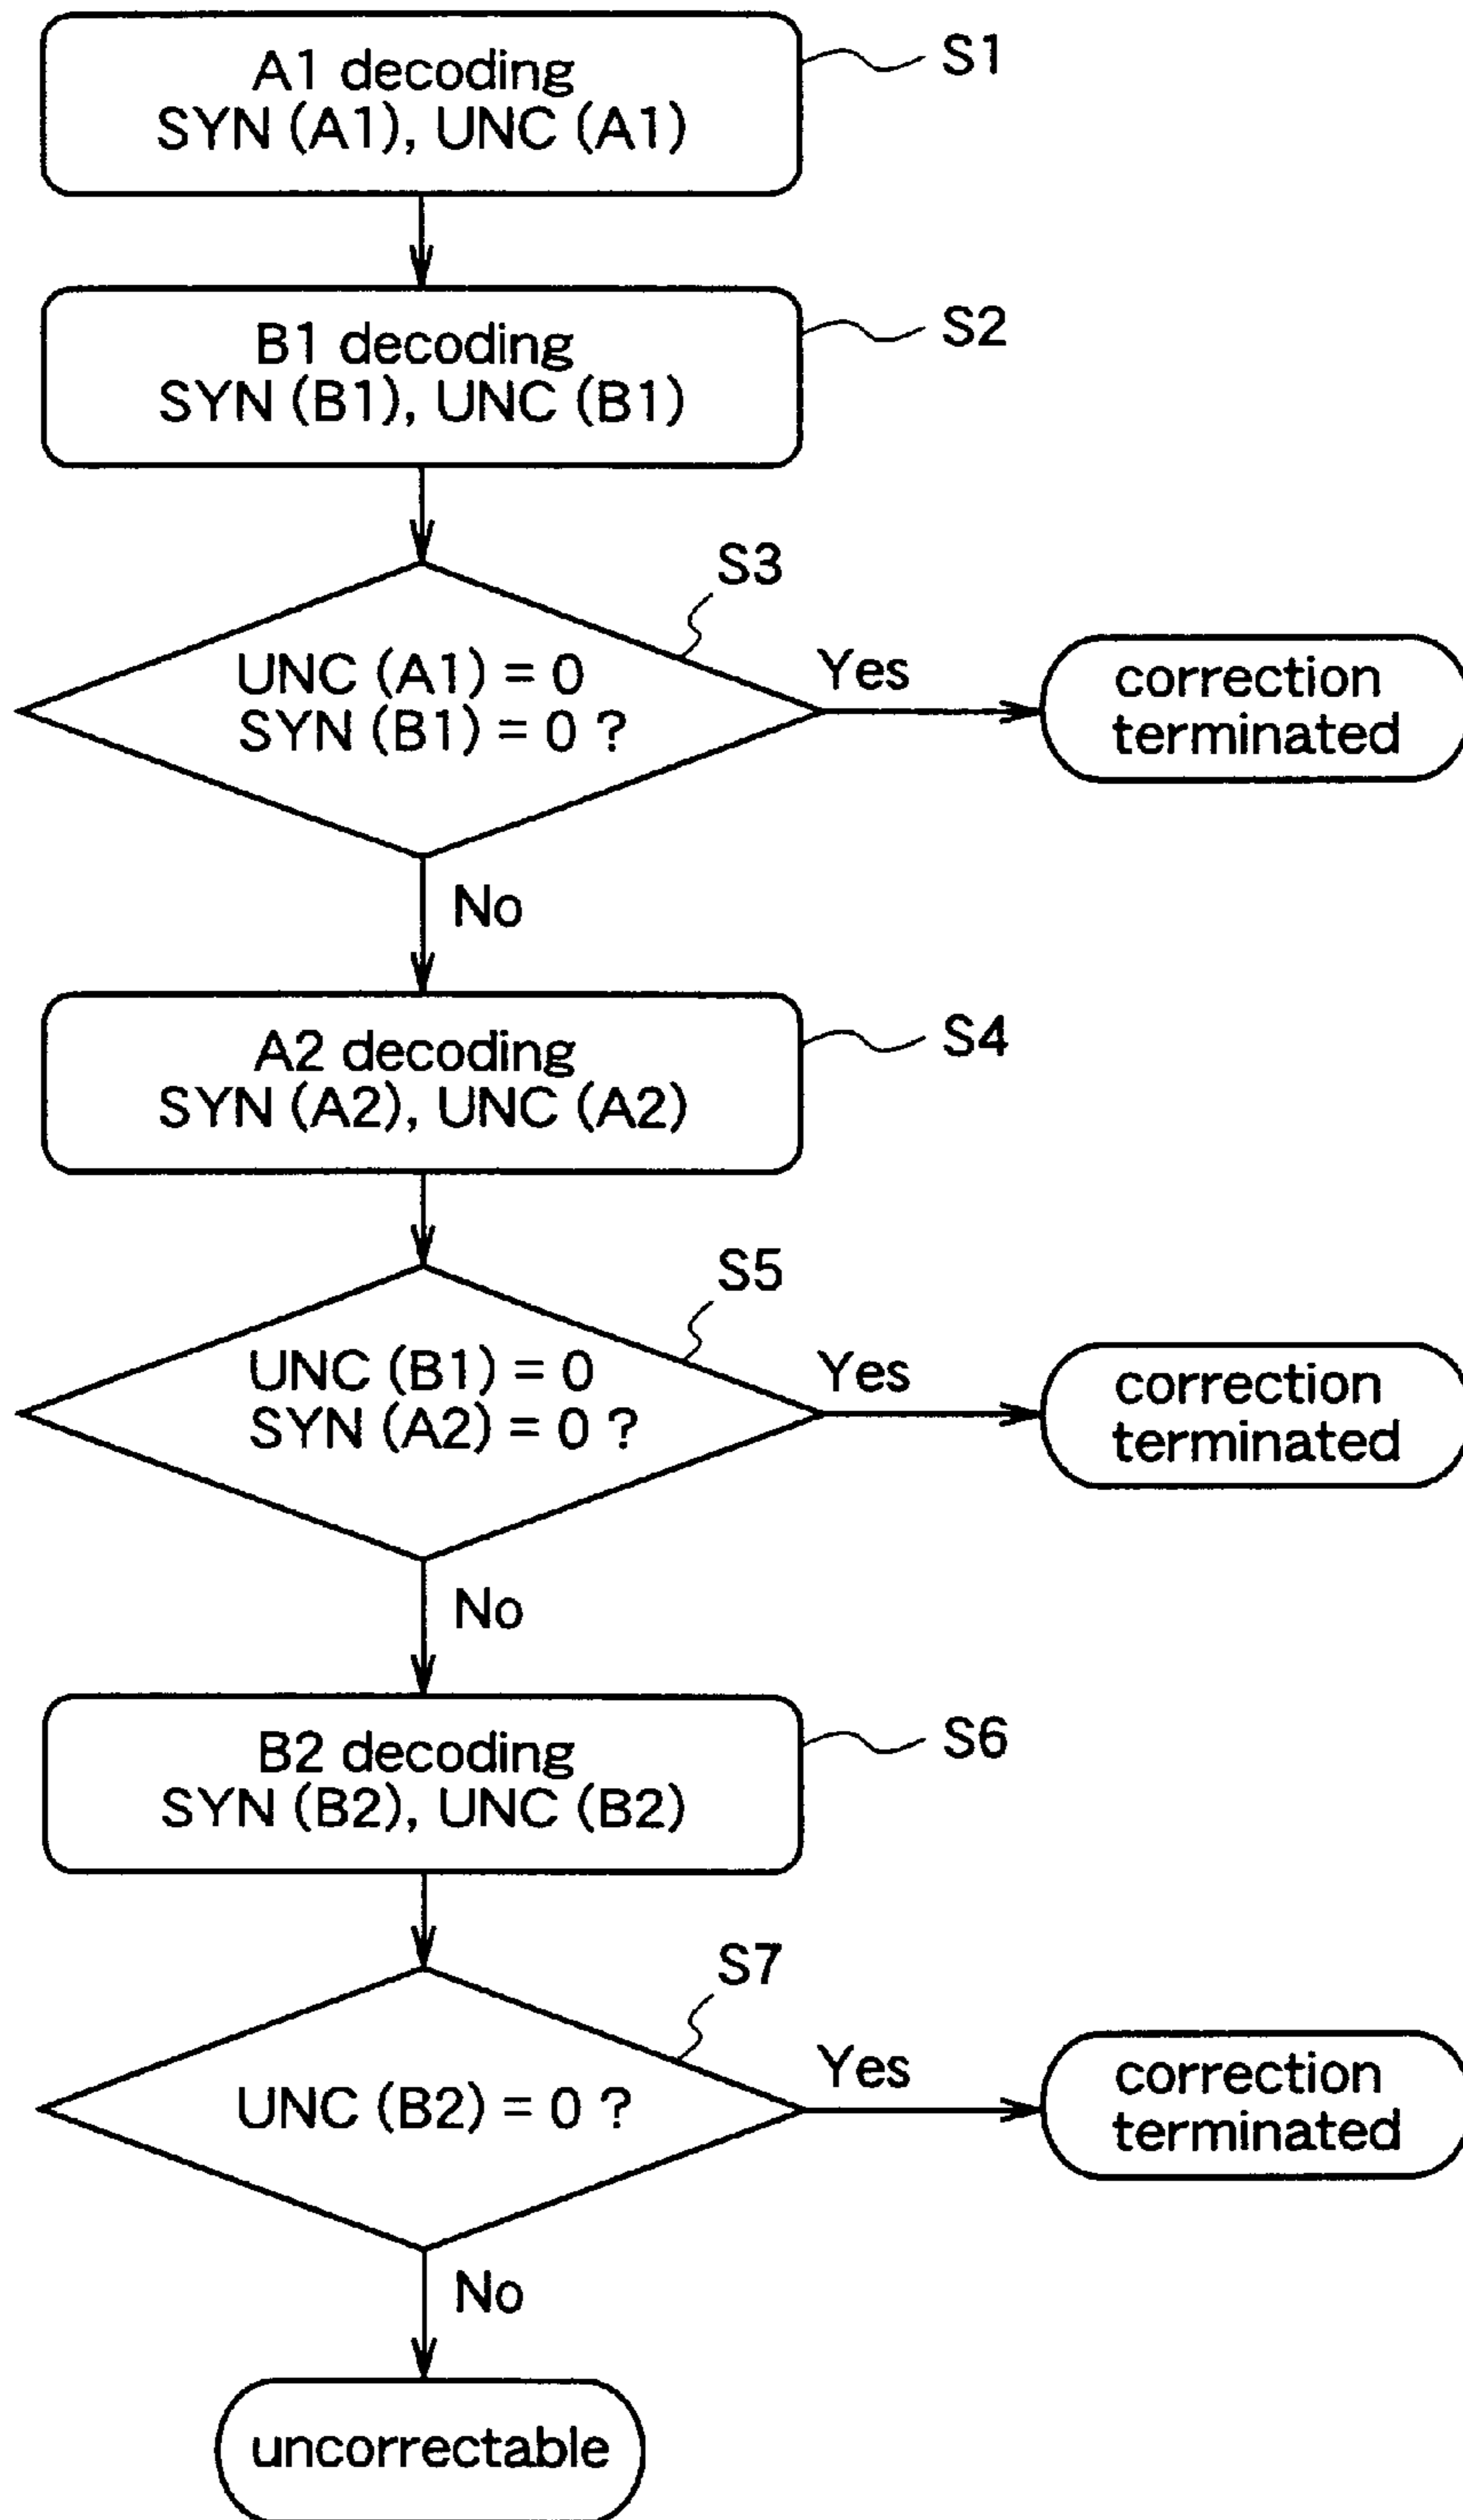 A1 decoding
SYN (A1), UNC (A1)
S1
B1 decoding
SYN (B1), UNC (B1)
S2
S3
UNC (A1) = 0
SYN (B1) = 0 ?
Yes
correction
terminated
No
A2 decoding
SYN (A2), UNC (A2)
S4
S5
UNC (B1) = 0
SYN (A2) = 0 ?
Yes
correction
terminated
No
B2 decoding
SYN (B2), UNC (B2)
S6
S7
UNC (B2) = 0 ?
Yes
correction
terminated
No
uncorrectable